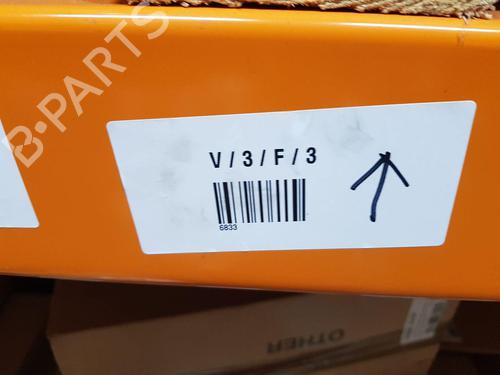 B-PARTS
V / 3 / F / 3
6833
OTHER